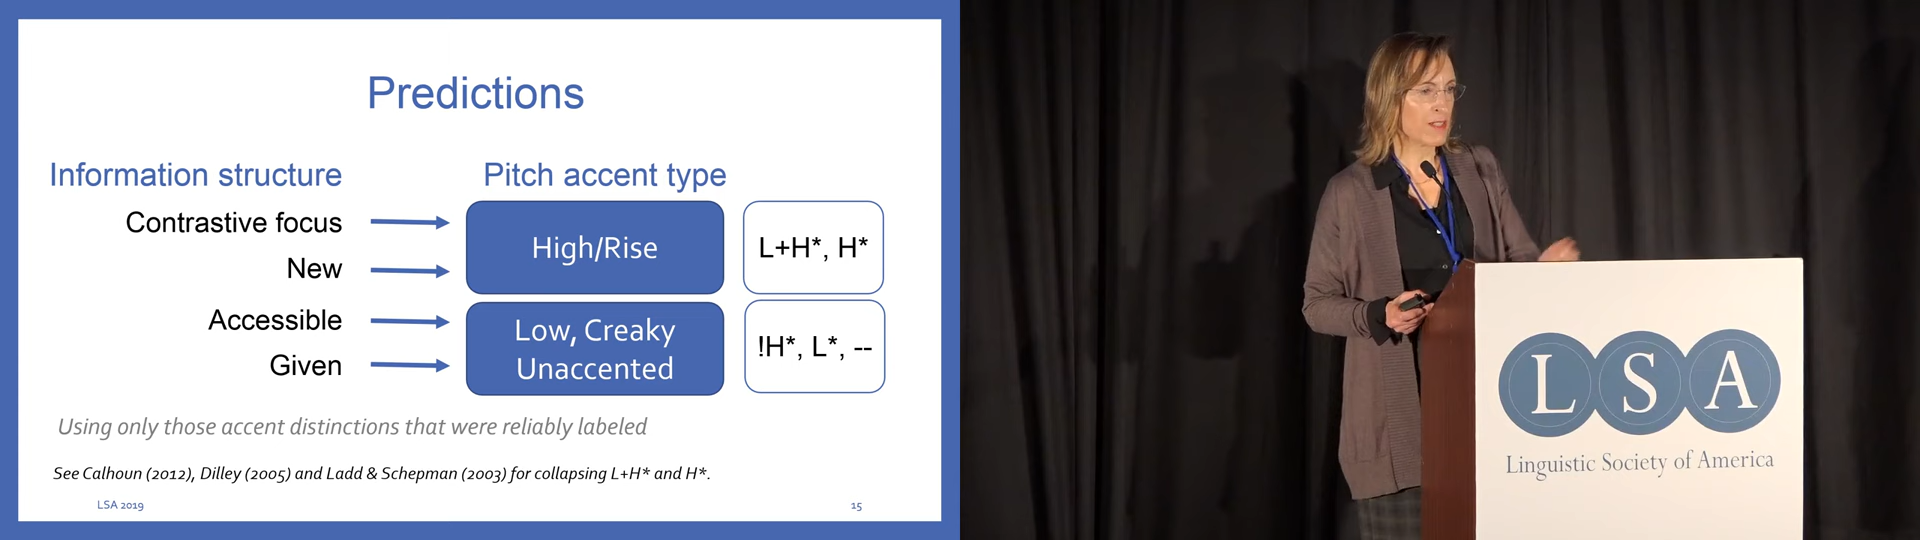 Predictions
Information structure
Pitch accent type
Contrastive focus
New
High/Rise
L+H*, H*
Accessible
Given
Low, Creaky
Unaccented
!H*, L*, --
Using only those accent distinctions that were reliably labeled
See Calhoun (2012), Dilley (2005) and Ladd & Schepman (2003) for collapsing L+H* and H*.
LSA 2019
15
LSA
Linguistic Society of America